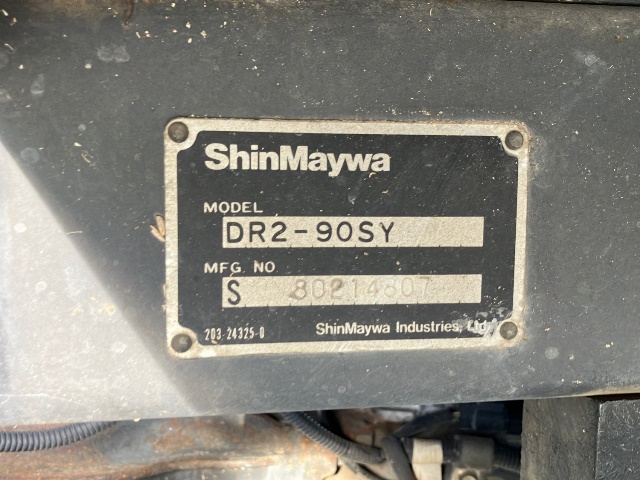 ShinMaywa
MODEL
DR2-90SY
MFG NO
S 80214807
203-24325-0 ShinMaywa Industries, Ltd.